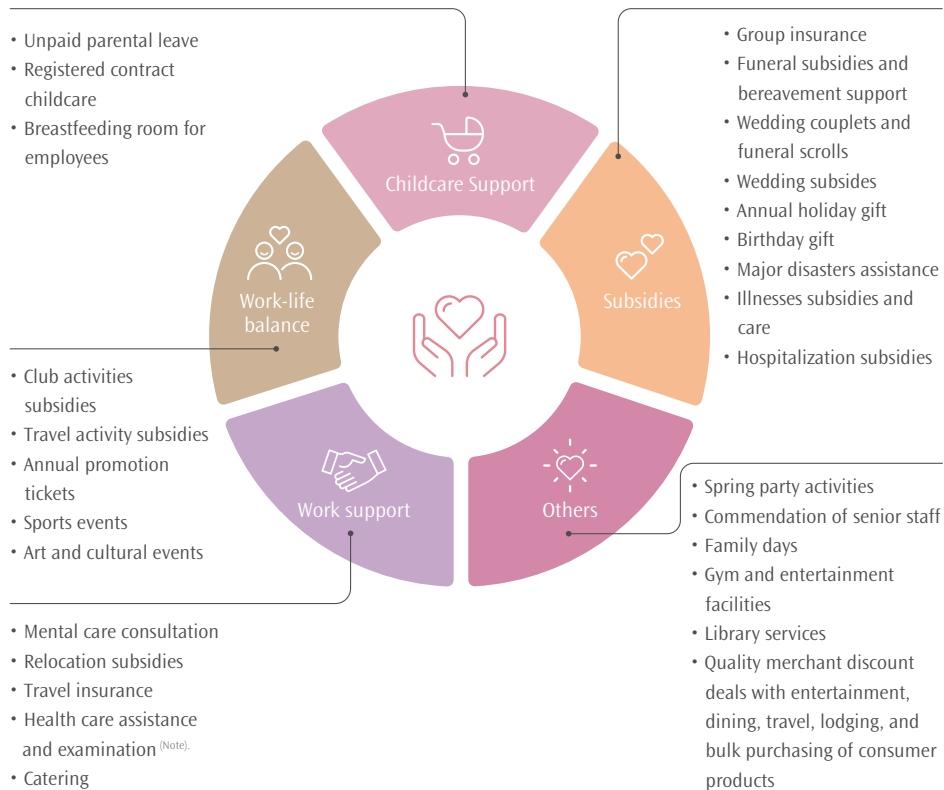 • Unpaid parental leave
• Registered contract
childcare
• Breastfeeding room for
employees
Childcare Support
• Group insurance
• Funeral subsidies and
bereavement support
• Wedding couplets and
funeral scrolls
• Wedding subsides
• Annual holiday gift
• Birthday gift
• Major disasters assistance
• Illnesses subsidies and
care
• Hospitalization subsidies
Subsidies
Work-life
balance
• Club activities
subsidies
• Travel activity subsidies
• Annual promotion
tickets
• Sports events
• Art and cultural events
Work support
• Mental care consultation
• Relocation subsidies
• Travel insurance
• Health care assistance
and examination (Note).
• Catering
Others
• Spring party activities
• Commendation of senior staff
• Family days
• Gym and entertainment
facilities
• Library services
• Quality merchant discount
deals with entertainment,
dining, travel, lodging, and
bulk purchasing of consumer
products